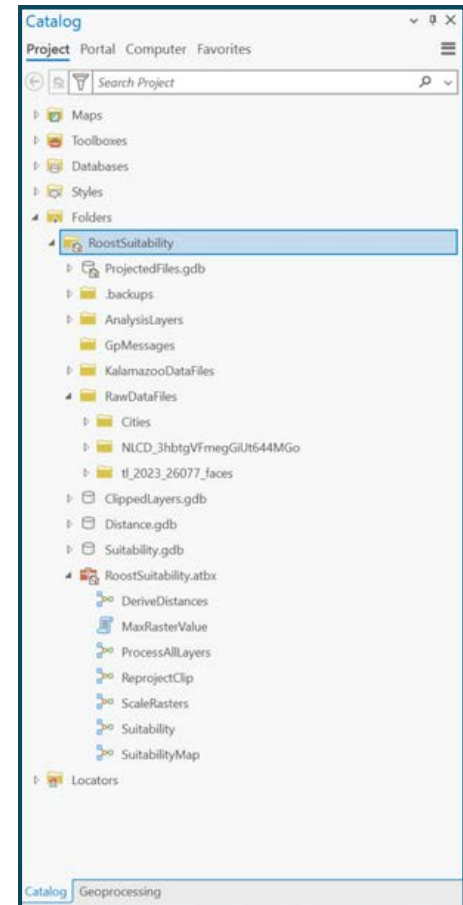 Catalog
Project Portal Computer Favorites
Search Project
Maps
Toolboxes
Databases
Styles
Folders
RoostSuitability
ProjectedFiles.gdb
.backups
AnalysisLayers
GpMessages
KalamazooDataFiles
RawDataFiles
Cities
NLCD_3hbtgVFmegGiUt644MGo
tl_2023_26077_faces
ClippedLayers.gdb
Distance.gdb
Suitability.gdb
RoostSuitability.atbx
DeriveDistances
MaxRasterValue
ProcessAllLayers
ReprojectClip
ScaleRasters
Suitability
SuitabilityMap
Locators
Catalog Geoprocessing